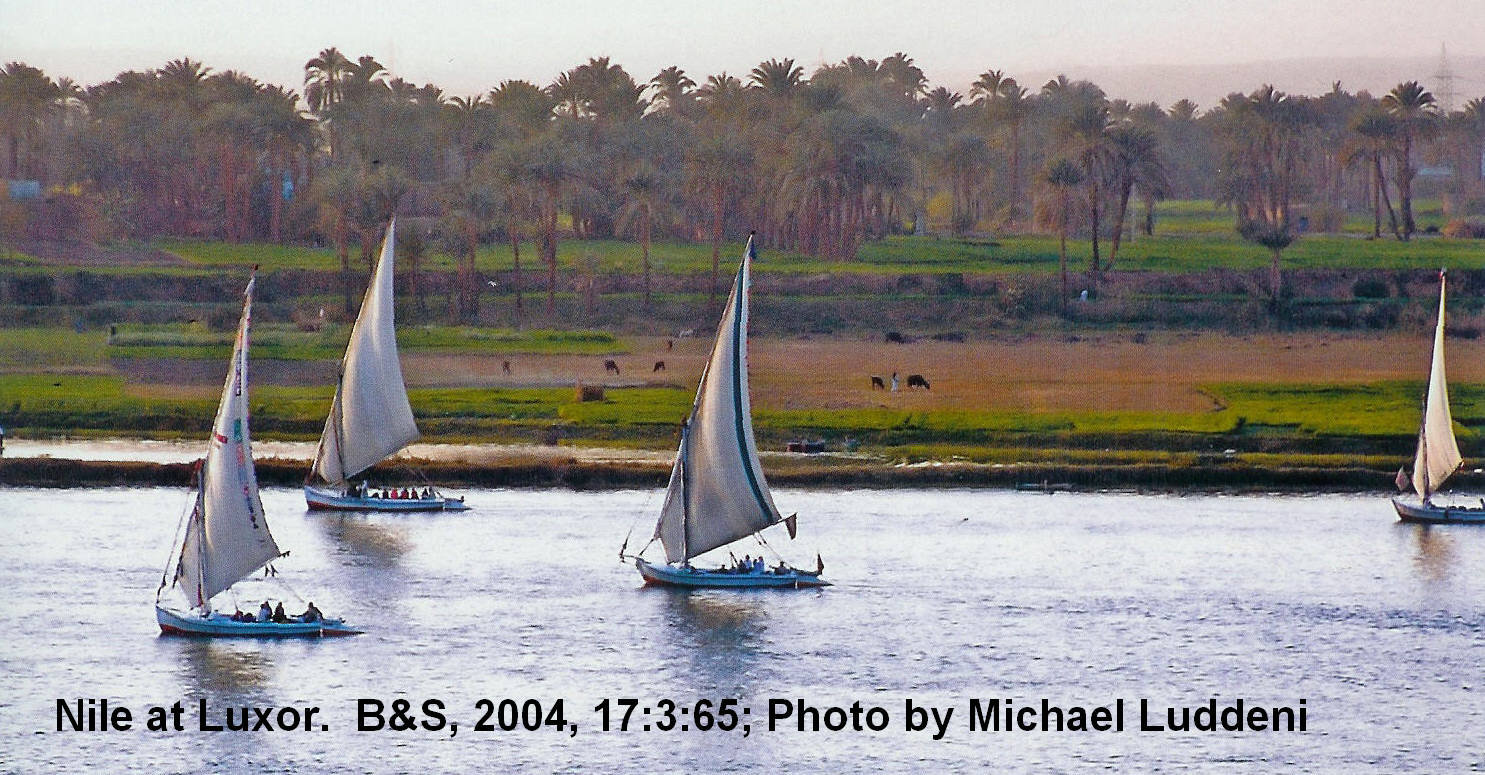 Nile at Luxor.  B&S, 2004, 17:3:65; Photo by Michael Luddeni